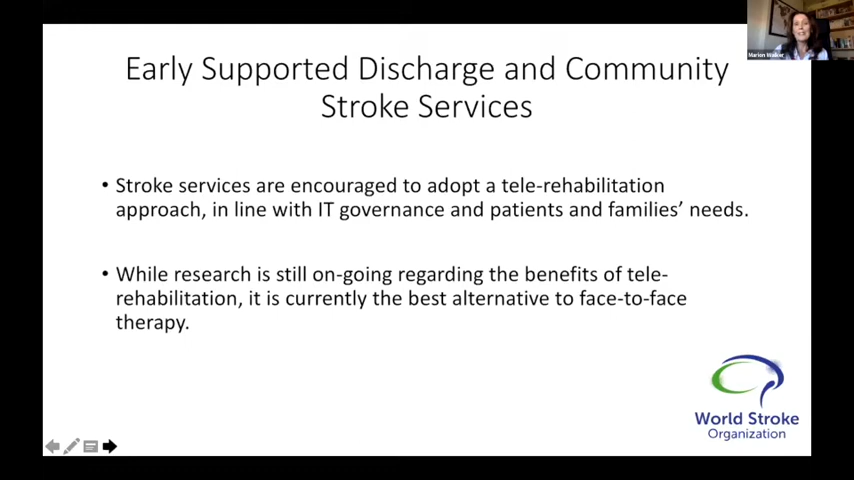 Marion Walker
Early Supported Discharge and Community
Stroke Services
• Stroke services are encouraged to adopt a tele-rehabilitation
approach, in line with IT governance and patients and families’ needs.
• While research is still on-going regarding the benefits of tele-
rehabilitation, it is currently the best alternative to face-to-face
therapy.
World Stroke
Organization